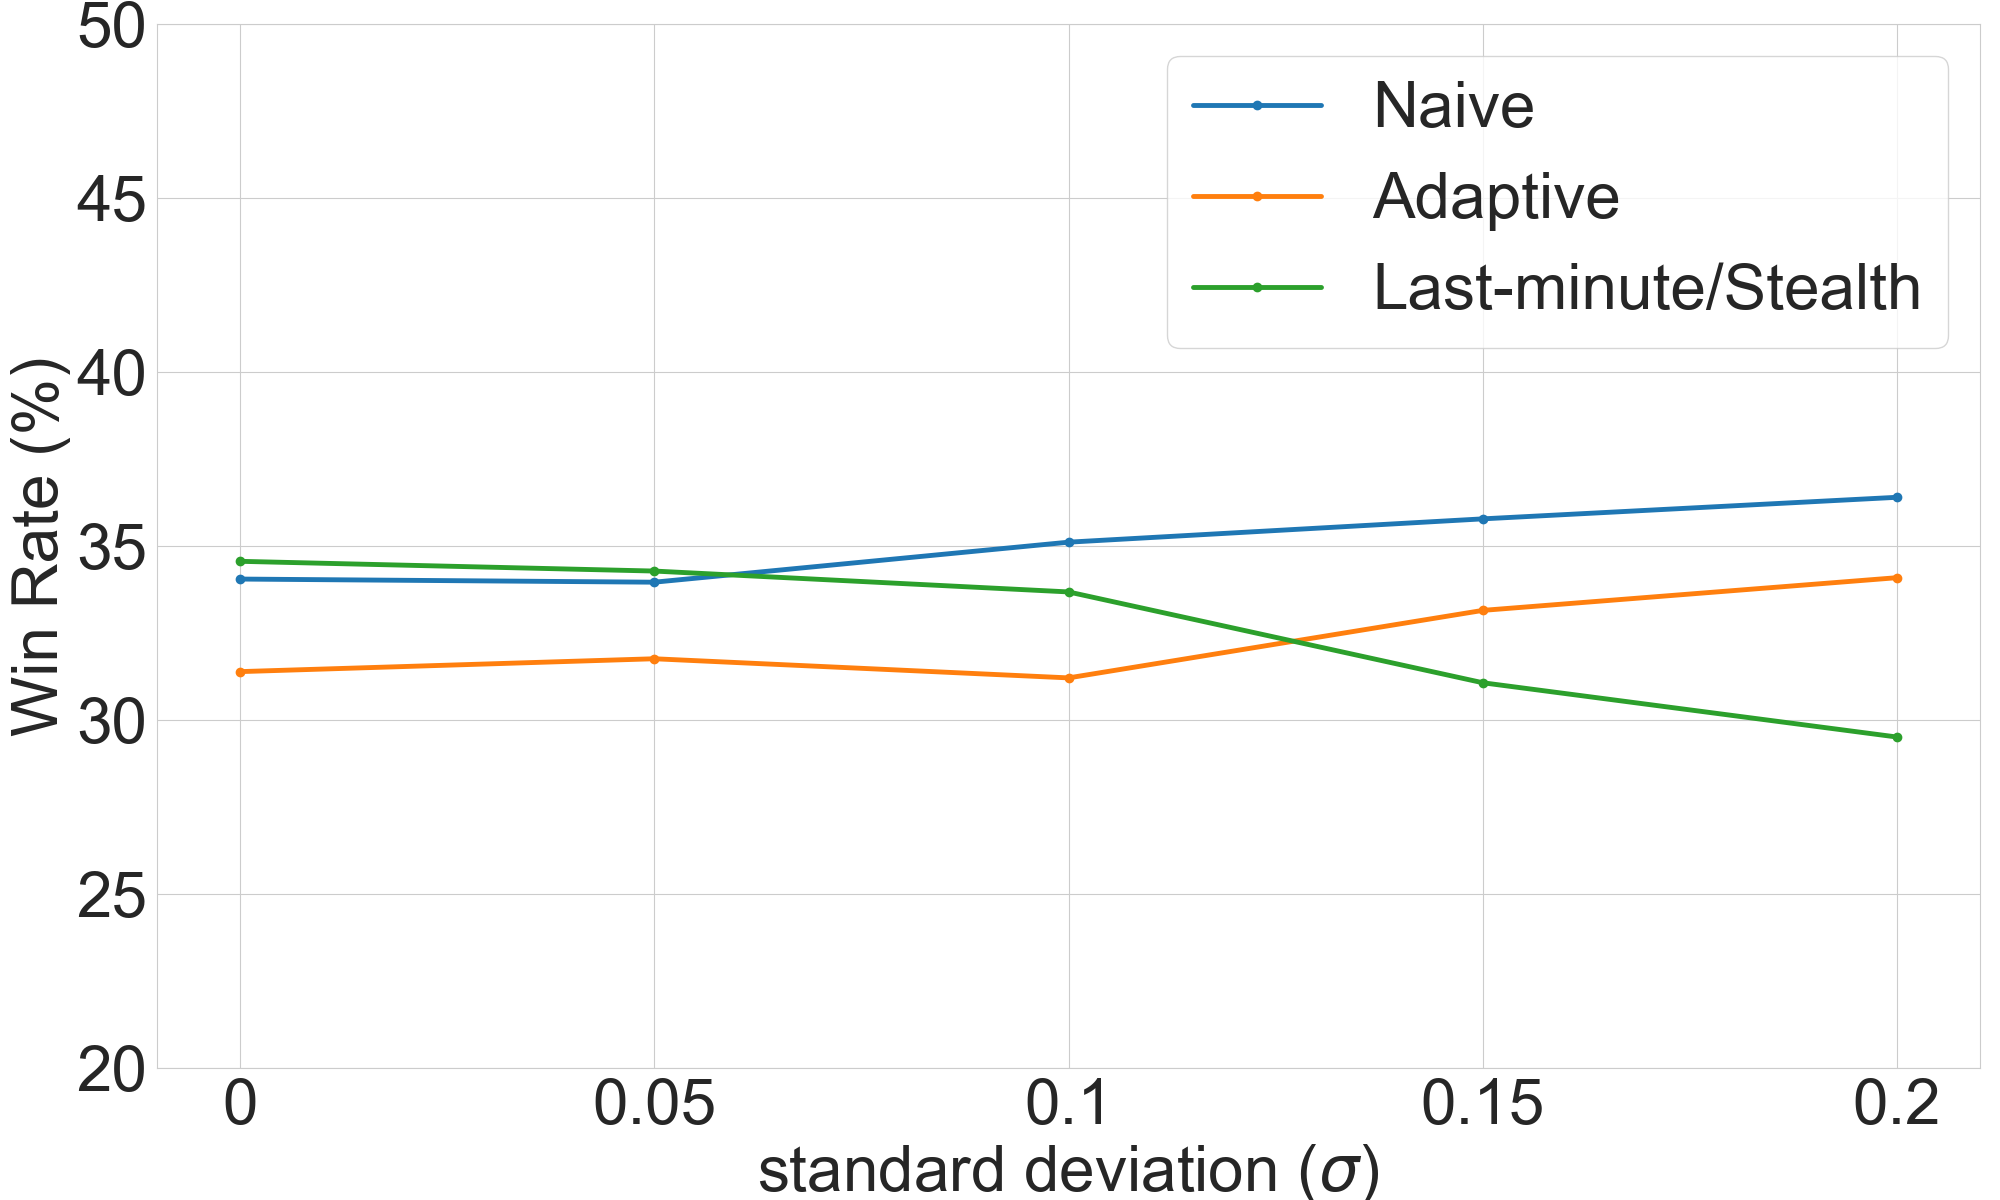 50
45
40
35
30
25
20
Win Rate (%)
Naive
Adaptive
Last-minute/Stealth
0
0.05
0.1
0.15
0.2
standard deviation (σ)